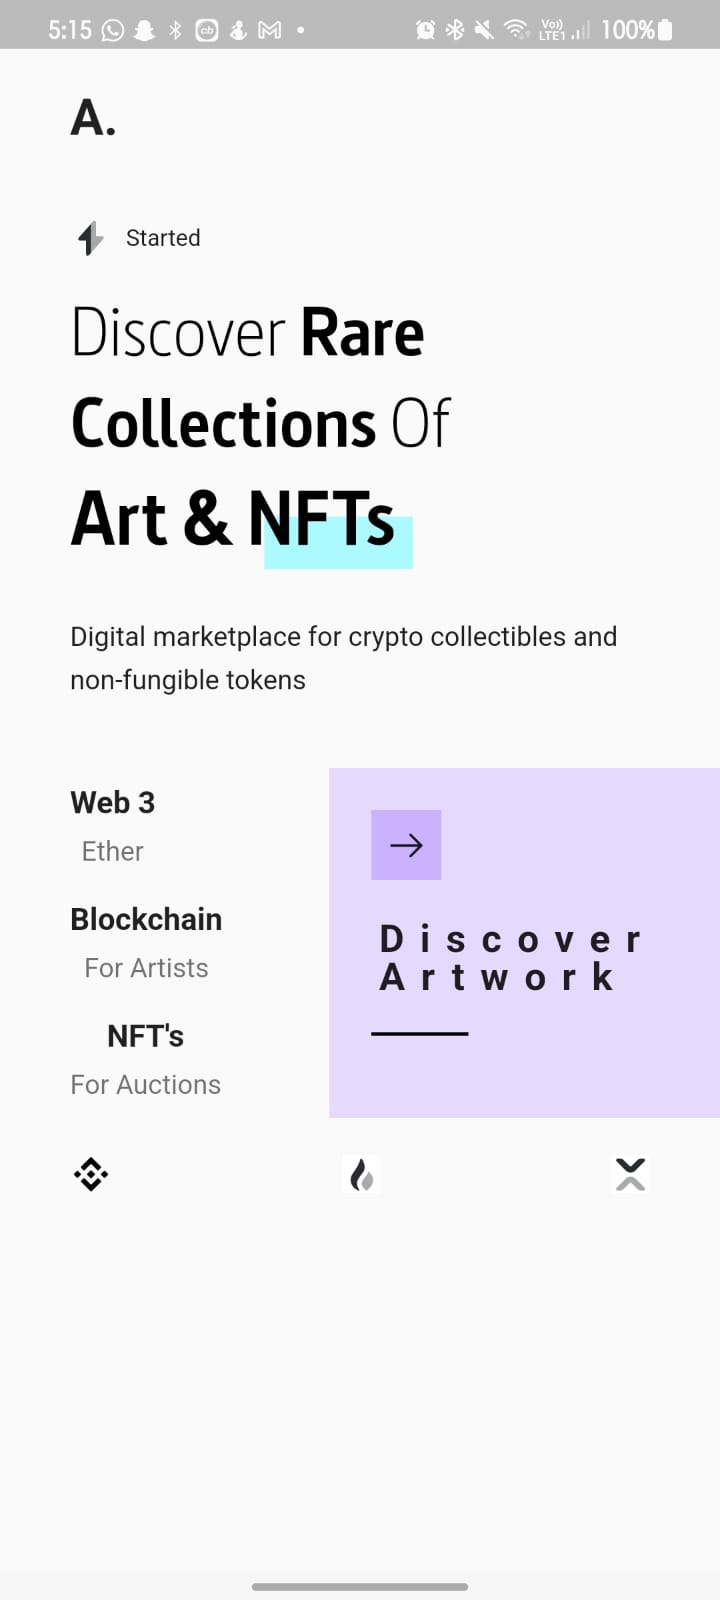 5:15 cb Vo)) LTE1 100%
A.
Started
Discover Rare
Collections Of
Art & NFTs
Digital marketplace for crypto collectibles and
non-fungible tokens
Web 3
Ether
Blockchain
For Artists
NFT's
For Auctions
Discover
Artwork